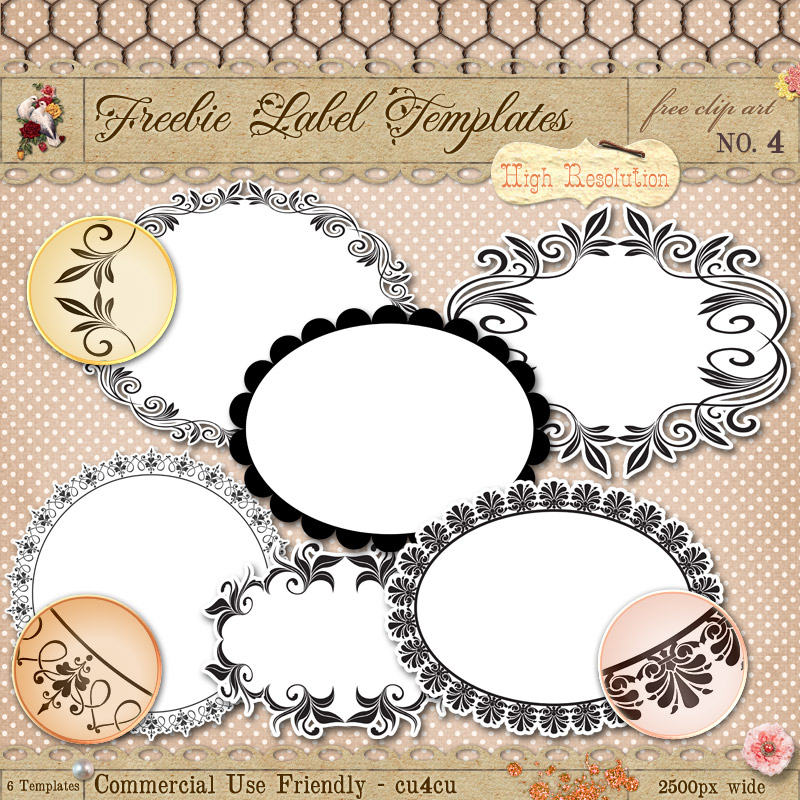 Freebie Label Templates
free clip art
NO. 4
High Resolution
6 Templates
Commercial Use Friendly - cu4cu
2500px wide